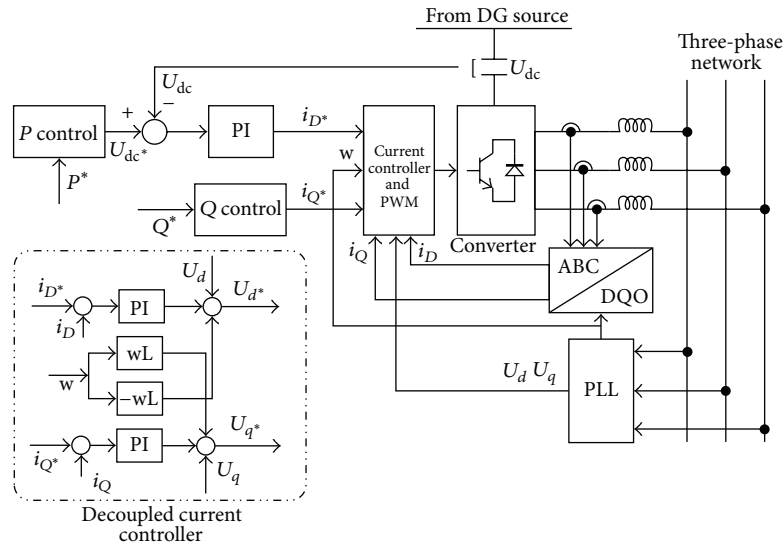 From DG source
Three-phase
network
[ U_dc
U_dc
+
−
P control
U_dc*
PI
i_D*
P*
w
Current
controller
and
PWM
Q*
Q control
i_Q*
Converter
i_Q
i_D
ABC
DQO
U_d U_q
PLL
U_d
i_D*
PI
U_d*
i_D
wL
w
−wL
U_q*
i_Q*
PI
i_Q
U_q
Decoupled current
controller